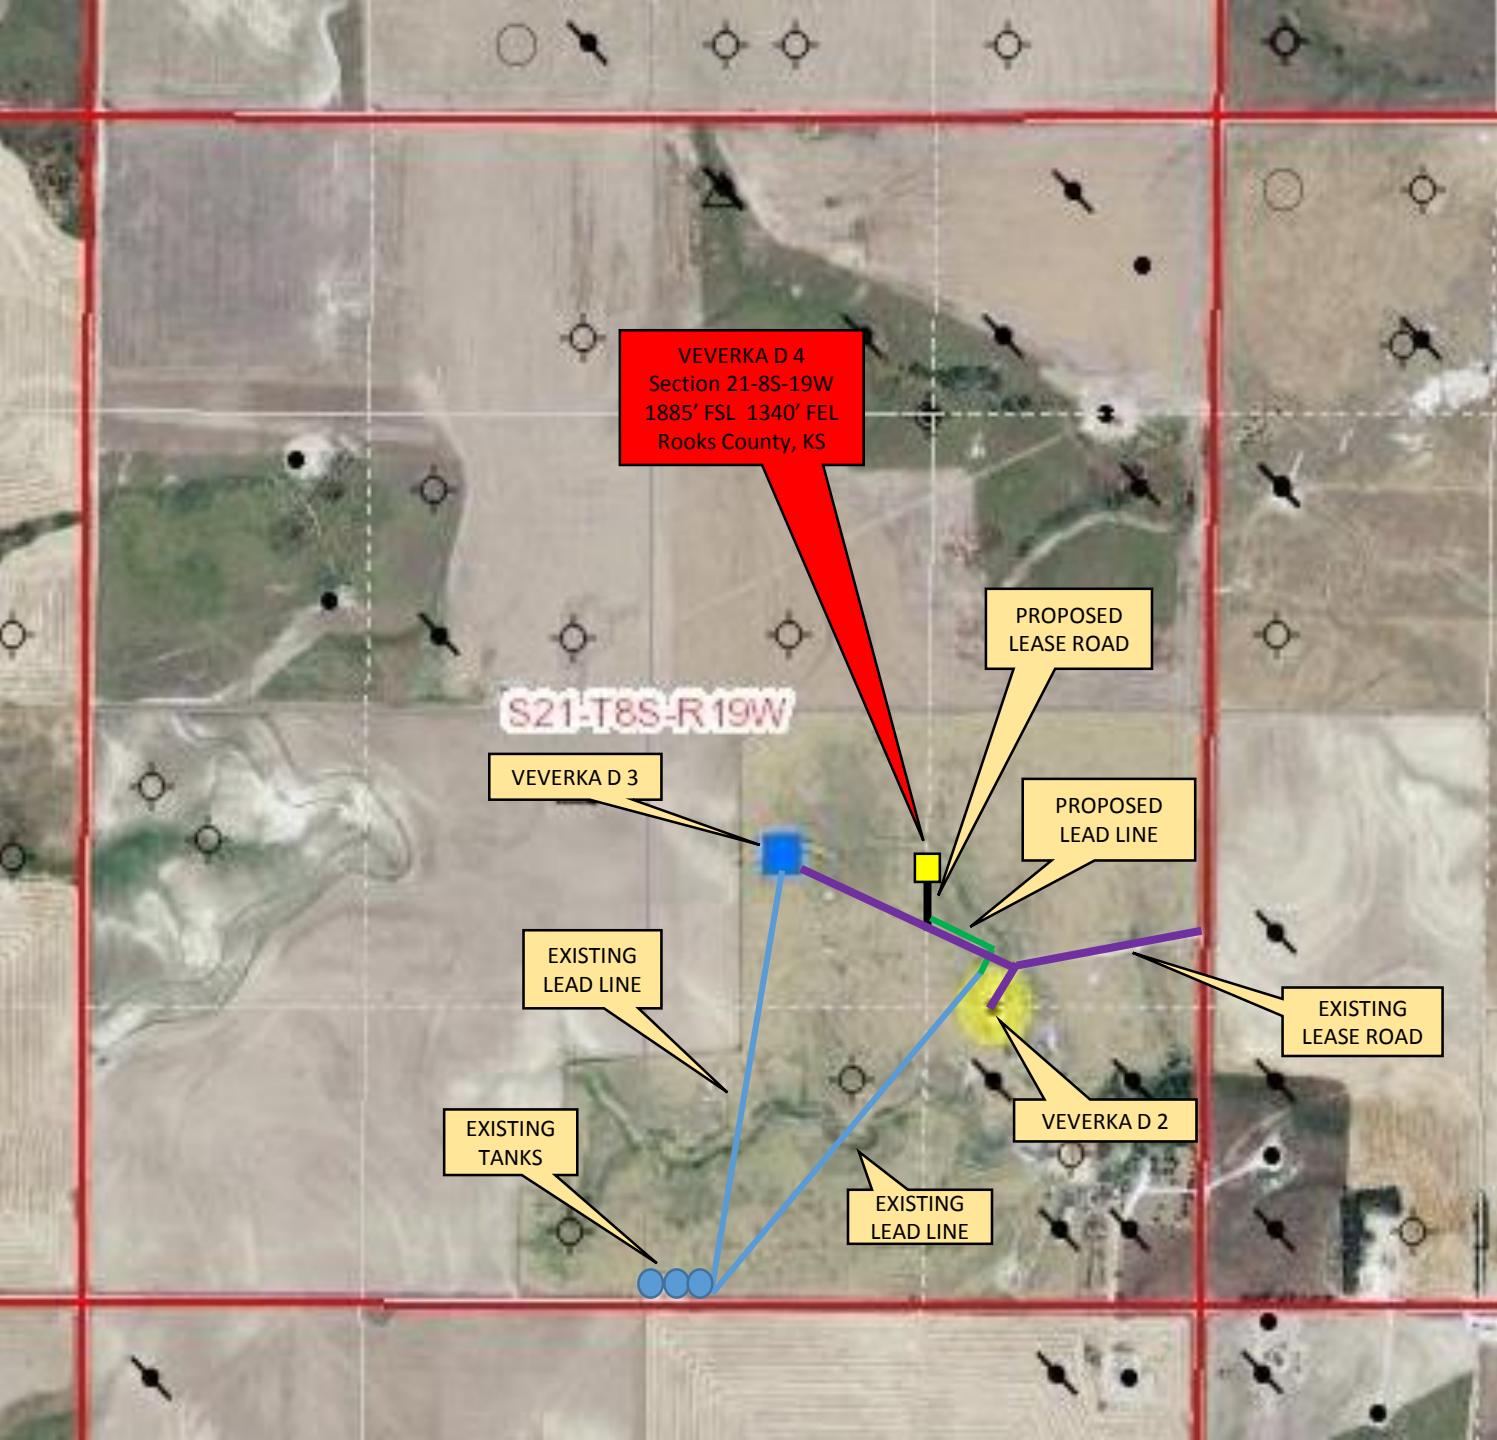 VEVERKA D 4
Section 21-8S-19W
1885’ FSL  1340’ FEL
Rooks County, KS
PROPOSED
LEASE ROAD
S21-T8S-R19W
VEVERKA D 3
PROPOSED
LEAD LINE
EXISTING
LEAD LINE
EXISTING
LEASE ROAD
VEVERKA D 2
EXISTING
TANKS
EXISTING
LEAD LINE